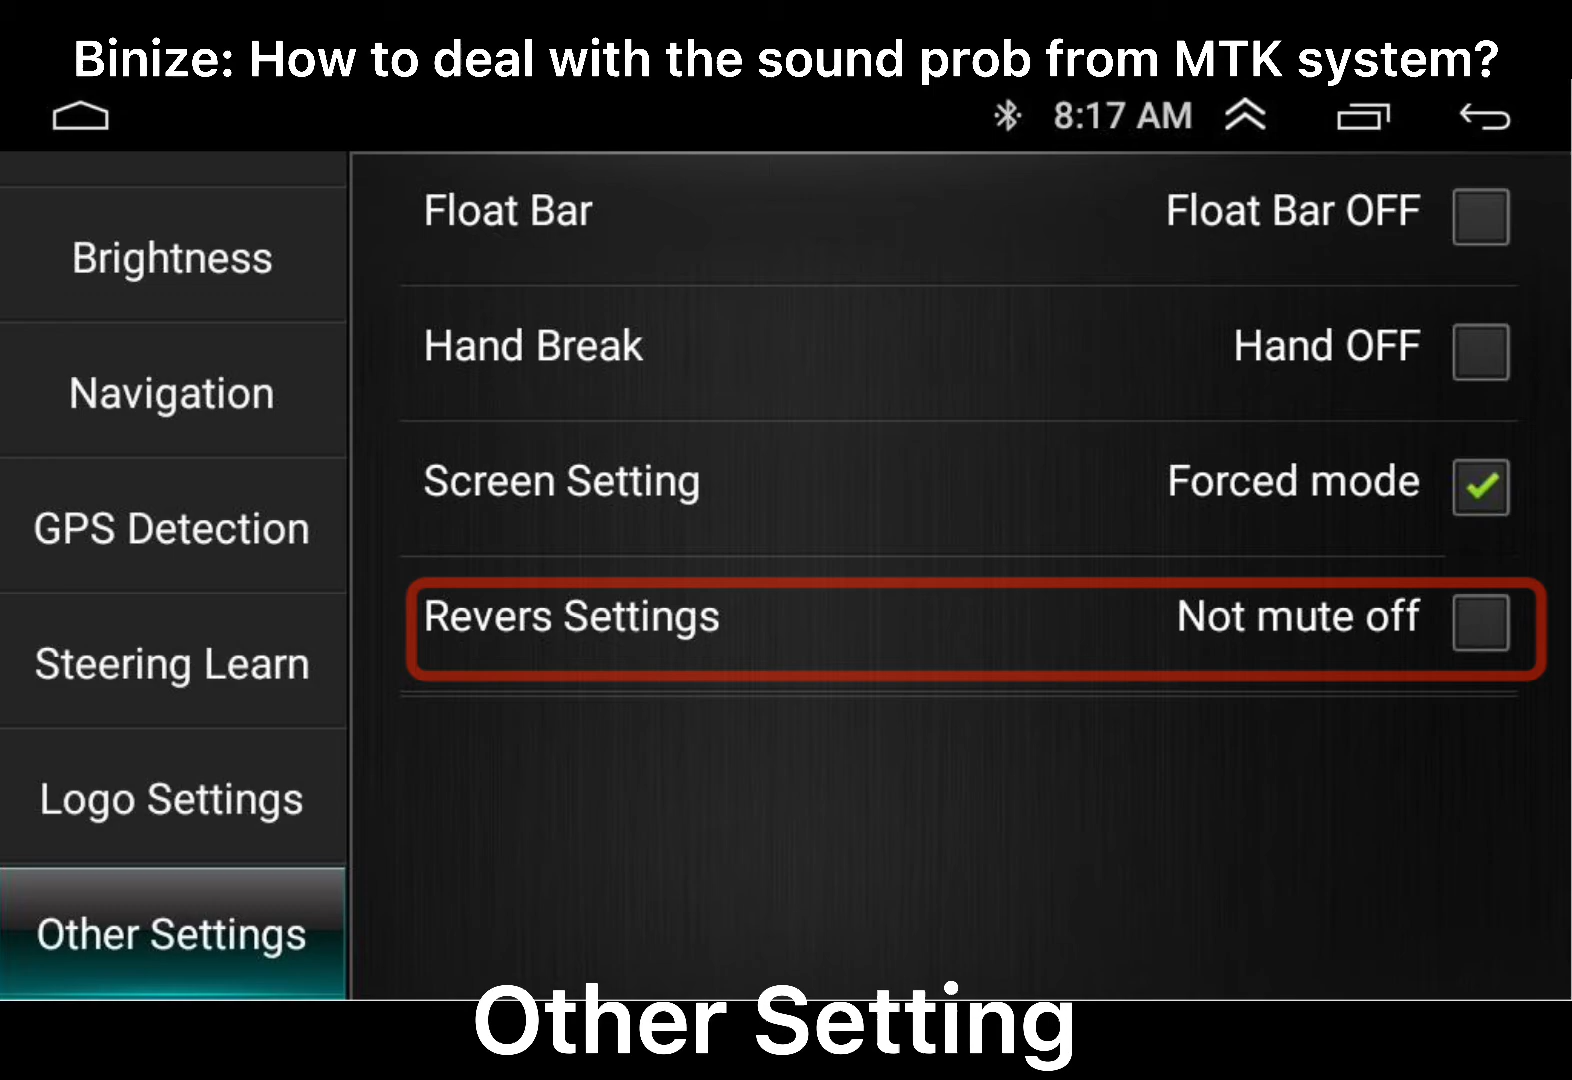 Binize: How to deal with the sound prob from MTK system?
8:17 AM
Float Bar Float Bar OFF
Brightness
Hand Break Hand OFF
Navigation
Screen Setting Forced mode
GPS Detection
Revers Settings Not mute off
Steering Learn
Logo Settings
Other Settings
Other Setting